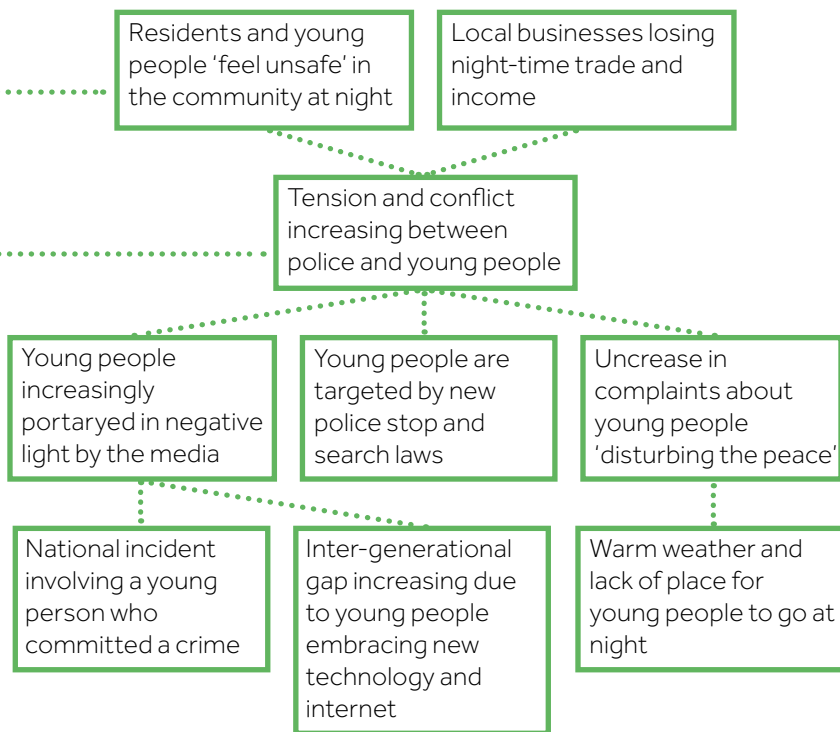 Residents and young
people ‘feel unsafe’ in
the community at night
Local businesses losing
night-time trade and
income
Tension and conflict
increasing between
police and young people
Young people
increasingly
portaryed in negative
light by the media
Young people are
targeted by new
police stop and
search laws
Uncrease in
complaints about
young people
‘disturbing the peace’
National incident
involving a young
person who
committed a crime
Inter-generational
gap increasing due
to young people
embracing new
technology and
internet
Warm weather and
lack of place for
young people to go at
night